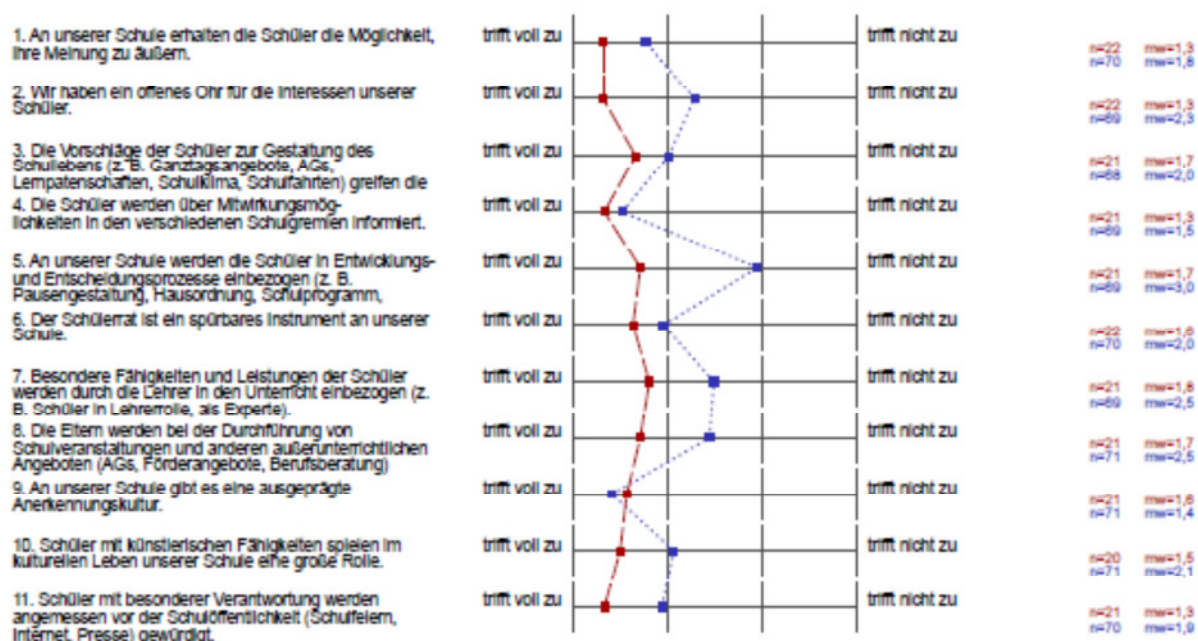 1. An unserer Schule erhalten die Schüler die Möglichkeit,
ihre Meinung zu äußern.
trifft voll zu
trifft nicht zu
n=22 mw=1,3
n=70 mw=1,8
2. Wir haben ein offenes Ohr für die Interessen unserer
Schüler.
trifft voll zu
trifft nicht zu
n=22 mw=1,3
n=69 mw=2,3
3. Die Vorschläge der Schüler zur Gestaltung des
Schullebens (z. B. Ganztagsangebote, AGs,
Lernpatenschaften, Schulklima, Schulfahrten) greifen die
trifft voll zu
trifft nicht zu
n=21 mw=1,7
n=68 mw=2,0
4. Die Schüler werden über Mitwirkungsmög-
lichkeiten in den verschiedenen Schulgremien informiert.
trifft voll zu
trifft nicht zu
n=21 mw=1,3
n=69 mw=1,5
5. An unserer Schule werden die Schüler in Entwicklungs-
und Entscheidungsprozesse einbezogen (z. B.
Pausengestaltung, Hausordnung, Schulprogramm,
trifft voll zu
trifft nicht zu
n=21 mw=1,7
n=69 mw=3,0
6. Der Schülerrat ist ein spürbares Instrument an unserer
Schule.
trifft voll zu
trifft nicht zu
n=22 mw=1,6
n=70 mw=2,0
7. Besondere Fähigkeiten und Leistungen der Schüler
werden durch die Lehrer in den Unterricht einbezogen (z.
B. Schüler in Lehrerrolle, als Experte).
trifft voll zu
trifft nicht zu
n=21 mw=1,8
n=69 mw=2,5
8. Die Eltern werden bei der Durchführung von
Schulveranstaltungen und anderen außerunterrichtlichen
Angeboten (AGs, Förderangebote, Berufsberatung)
trifft voll zu
trifft nicht zu
n=21 mw=1,7
n=71 mw=2,5
9. An unserer Schule gibt es eine ausgeprägte
Anerkennungskultur.
trifft voll zu
trifft nicht zu
n=21 mw=1,6
n=71 mw=1,4
10. Schüler mit künstlerischen Fähigkeiten spielen im
kulturellen Leben unserer Schule eine große Rolle.
trifft voll zu
trifft nicht zu
n=20 mw=1,5
n=71 mw=2,1
11. Schüler mit besonderer Verantwortung werden
angemessen vor der Schulöffentlichkeit (Schulfeiern,
Internet, Presse) gewürdigt.
trifft voll zu
trifft nicht zu
n=21 mw=1,3
n=70 mw=1,9